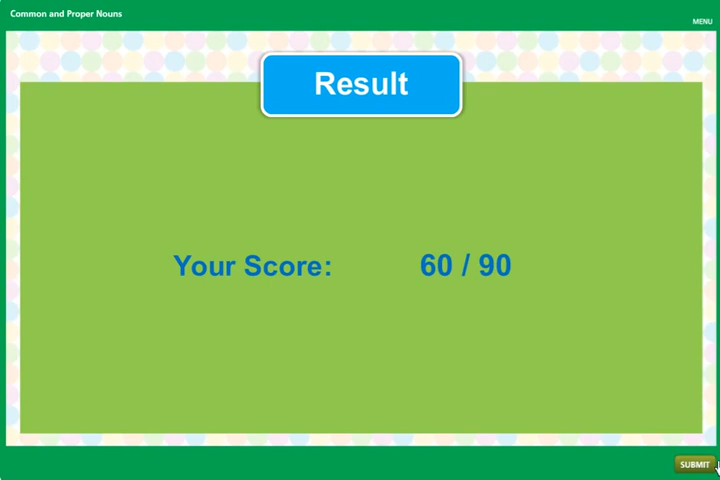 Common and Proper Nouns
MENU
Result
Your Score: 60 / 90
SUBMIT